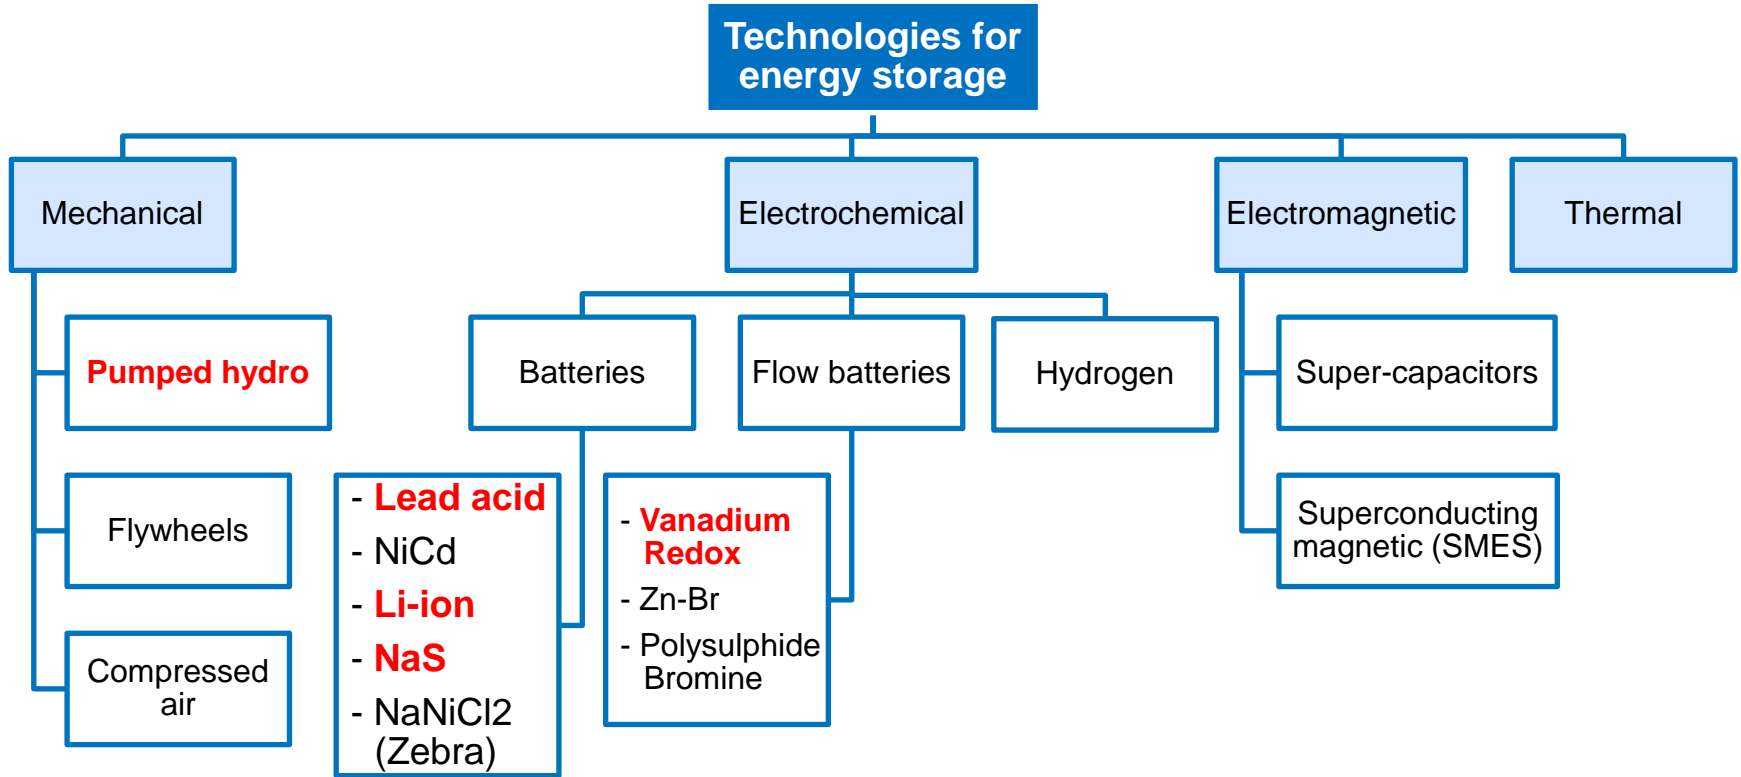 Technologies for
energy storage
Mechanical
Electrochemical
Electromagnetic
Thermal
Pumped hydro
Batteries
Flow batteries
Hydrogen
Super-capacitors
Flywheels
- Lead acid
- NiCd
- Li-ion
- NaS
- NaNiCl2
(Zebra)
- Vanadium
Redox
- Zn-Br
- Polysulphide
Bromine
Superconducting
magnetic (SMES)
Compressed
air